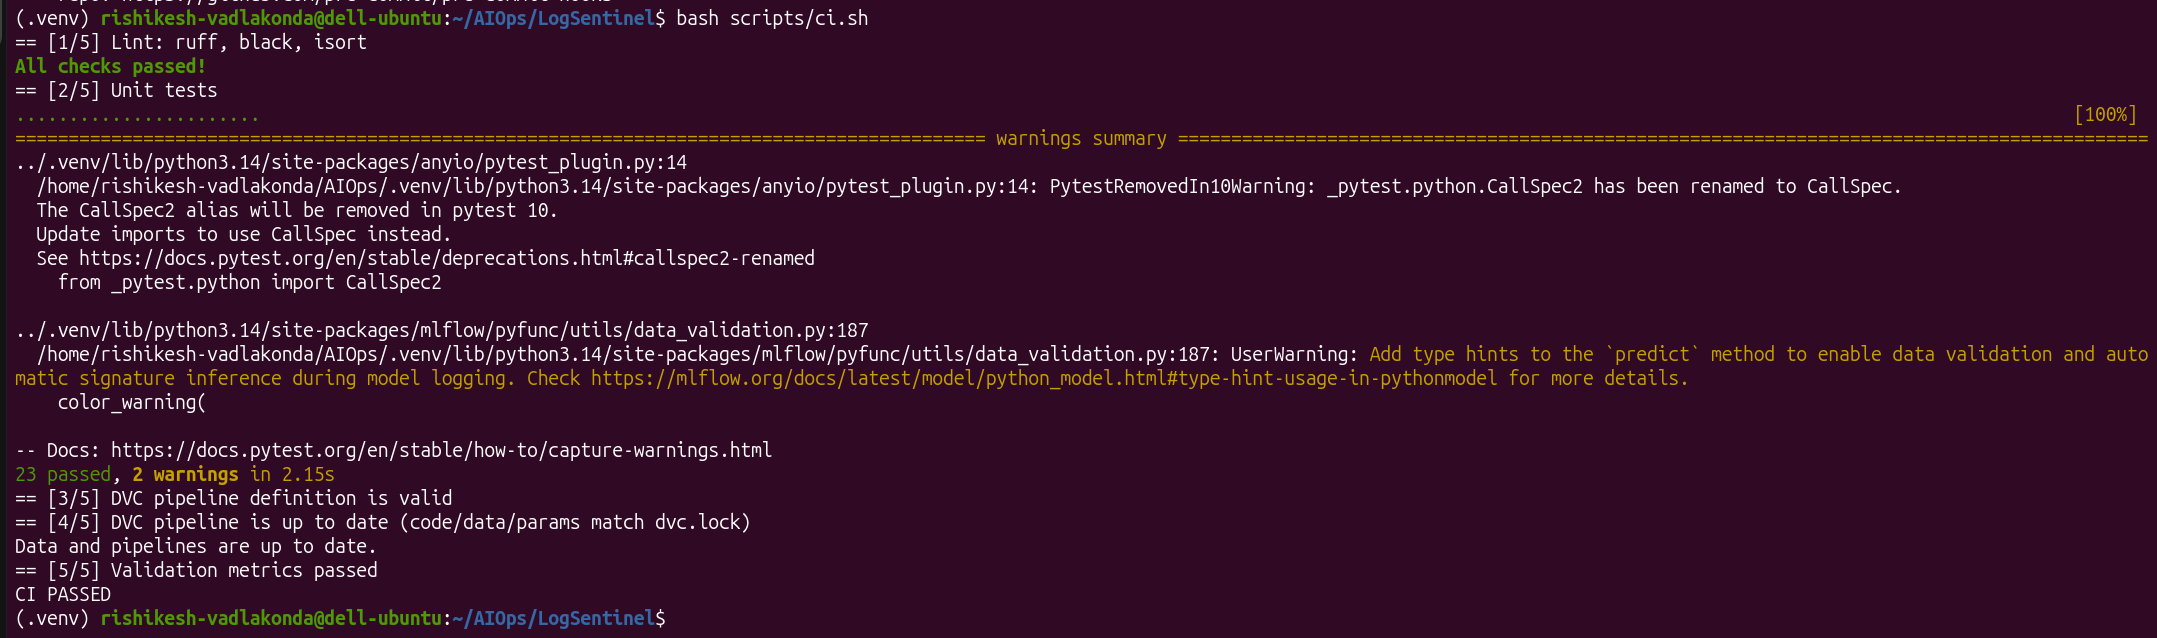 (.venv) rishikesh-vadlakonda@dell-ubuntu:~/AIOps/LogSentinel$ bash scripts/ci.sh
== [1/5] Lint: ruff, black, isort
All checks passed!
== [2/5] Unit tests
....................... [100%]
=========================================================================================== warnings summary ===========================================================================================
../.venv/lib/python3.14/site-packages/anyio/pytest_plugin.py:14
  /home/rishikesh-vadlakonda/AIOps/.venv/lib/python3.14/site-packages/anyio/pytest_plugin.py:14: PytestRemovedIn10Warning: _pytest.python.CallSpec2 has been renamed to CallSpec.
  The CallSpec2 alias will be removed in pytest 10.
  Update imports to use CallSpec instead.
  See https://docs.pytest.org/en/stable/deprecations.html#callspec2-renamed
    from _pytest.python import CallSpec2

../.venv/lib/python3.14/site-packages/mlflow/pyfunc/utils/data_validation.py:187
  /home/rishikesh-vadlakonda/AIOps/.venv/lib/python3.14/site-packages/mlflow/pyfunc/utils/data_validation.py:187: UserWarning: Add type hints to the `predict` method to enable data validation and auto
matic signature inference during model logging. Check https://mlflow.org/docs/latest/model/python_model.html#type-hint-usage-in-pythonmodel for more details.
    color_warning(

-- Docs: https://docs.pytest.org/en/stable/how-to/capture-warnings.html
23 passed, 2 warnings in 2.15s
== [3/5] DVC pipeline definition is valid
== [4/5] DVC pipeline is up to date (code/data/params match dvc.lock)
Data and pipelines are up to date.
== [5/5] Validation metrics passed
CI PASSED
(.venv) rishikesh-vadlakonda@dell-ubuntu:~/AIOps/LogSentinel$